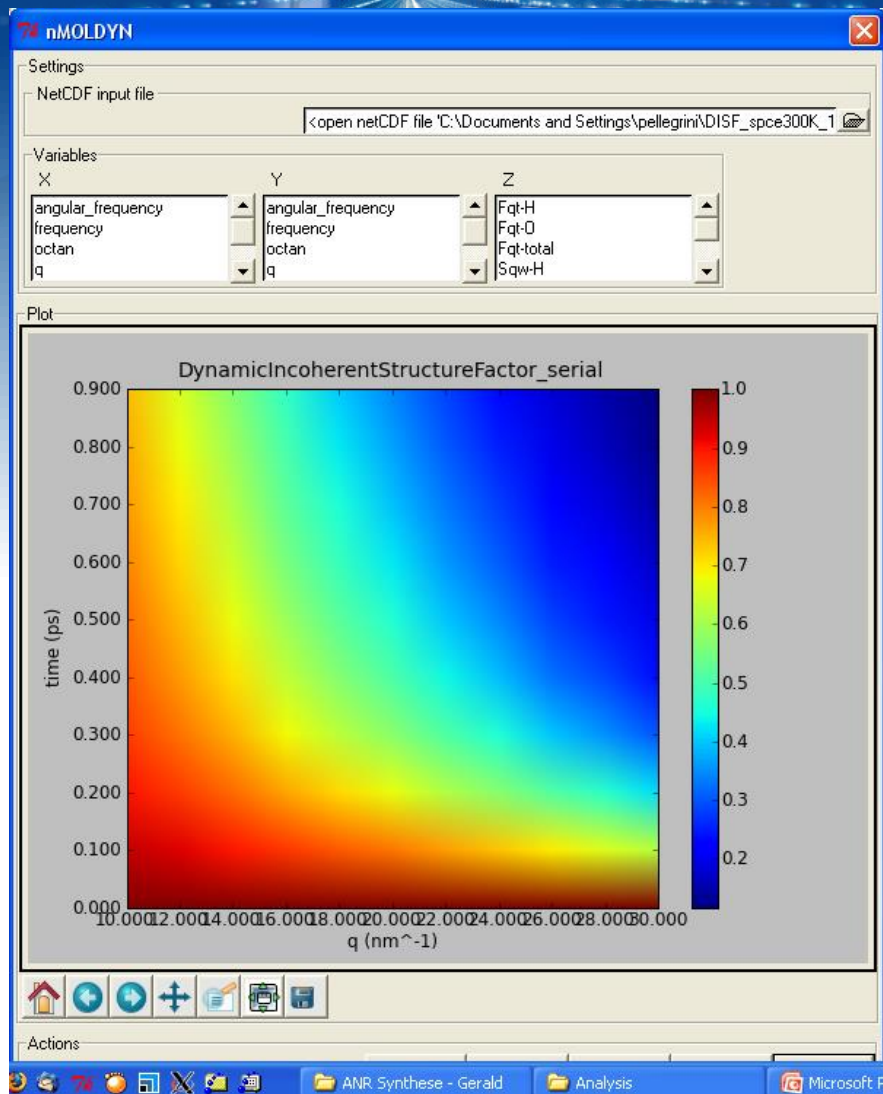 nMOLDYN
Settings
NetCDF input file
<open netCDF file 'C:\Documents and Settings\pellegrini\DISF_spce300K_1
Variables
X Y Z
angular_frequency angular_frequency Fqt-H
frequency frequency Fqt-O
octan octan Fqt-total
q q Sqw-H
Plot
DynamicIncoherentStructureFactor_serial
0.900 1.0
0.800 0.9
0.700 0.8
0.600 0.7
0.500 0.6
0.400 0.5
0.300 0.4
0.200 0.3
0.100 0.2
0.000
time (ps)
10.000 12.000 14.000 16.000 18.000 20.000 22.000 24.000 26.000 28.000 30.000
q (nm^-1)
Actions
ANR Synthese - Gerald Analysis Microsoft P